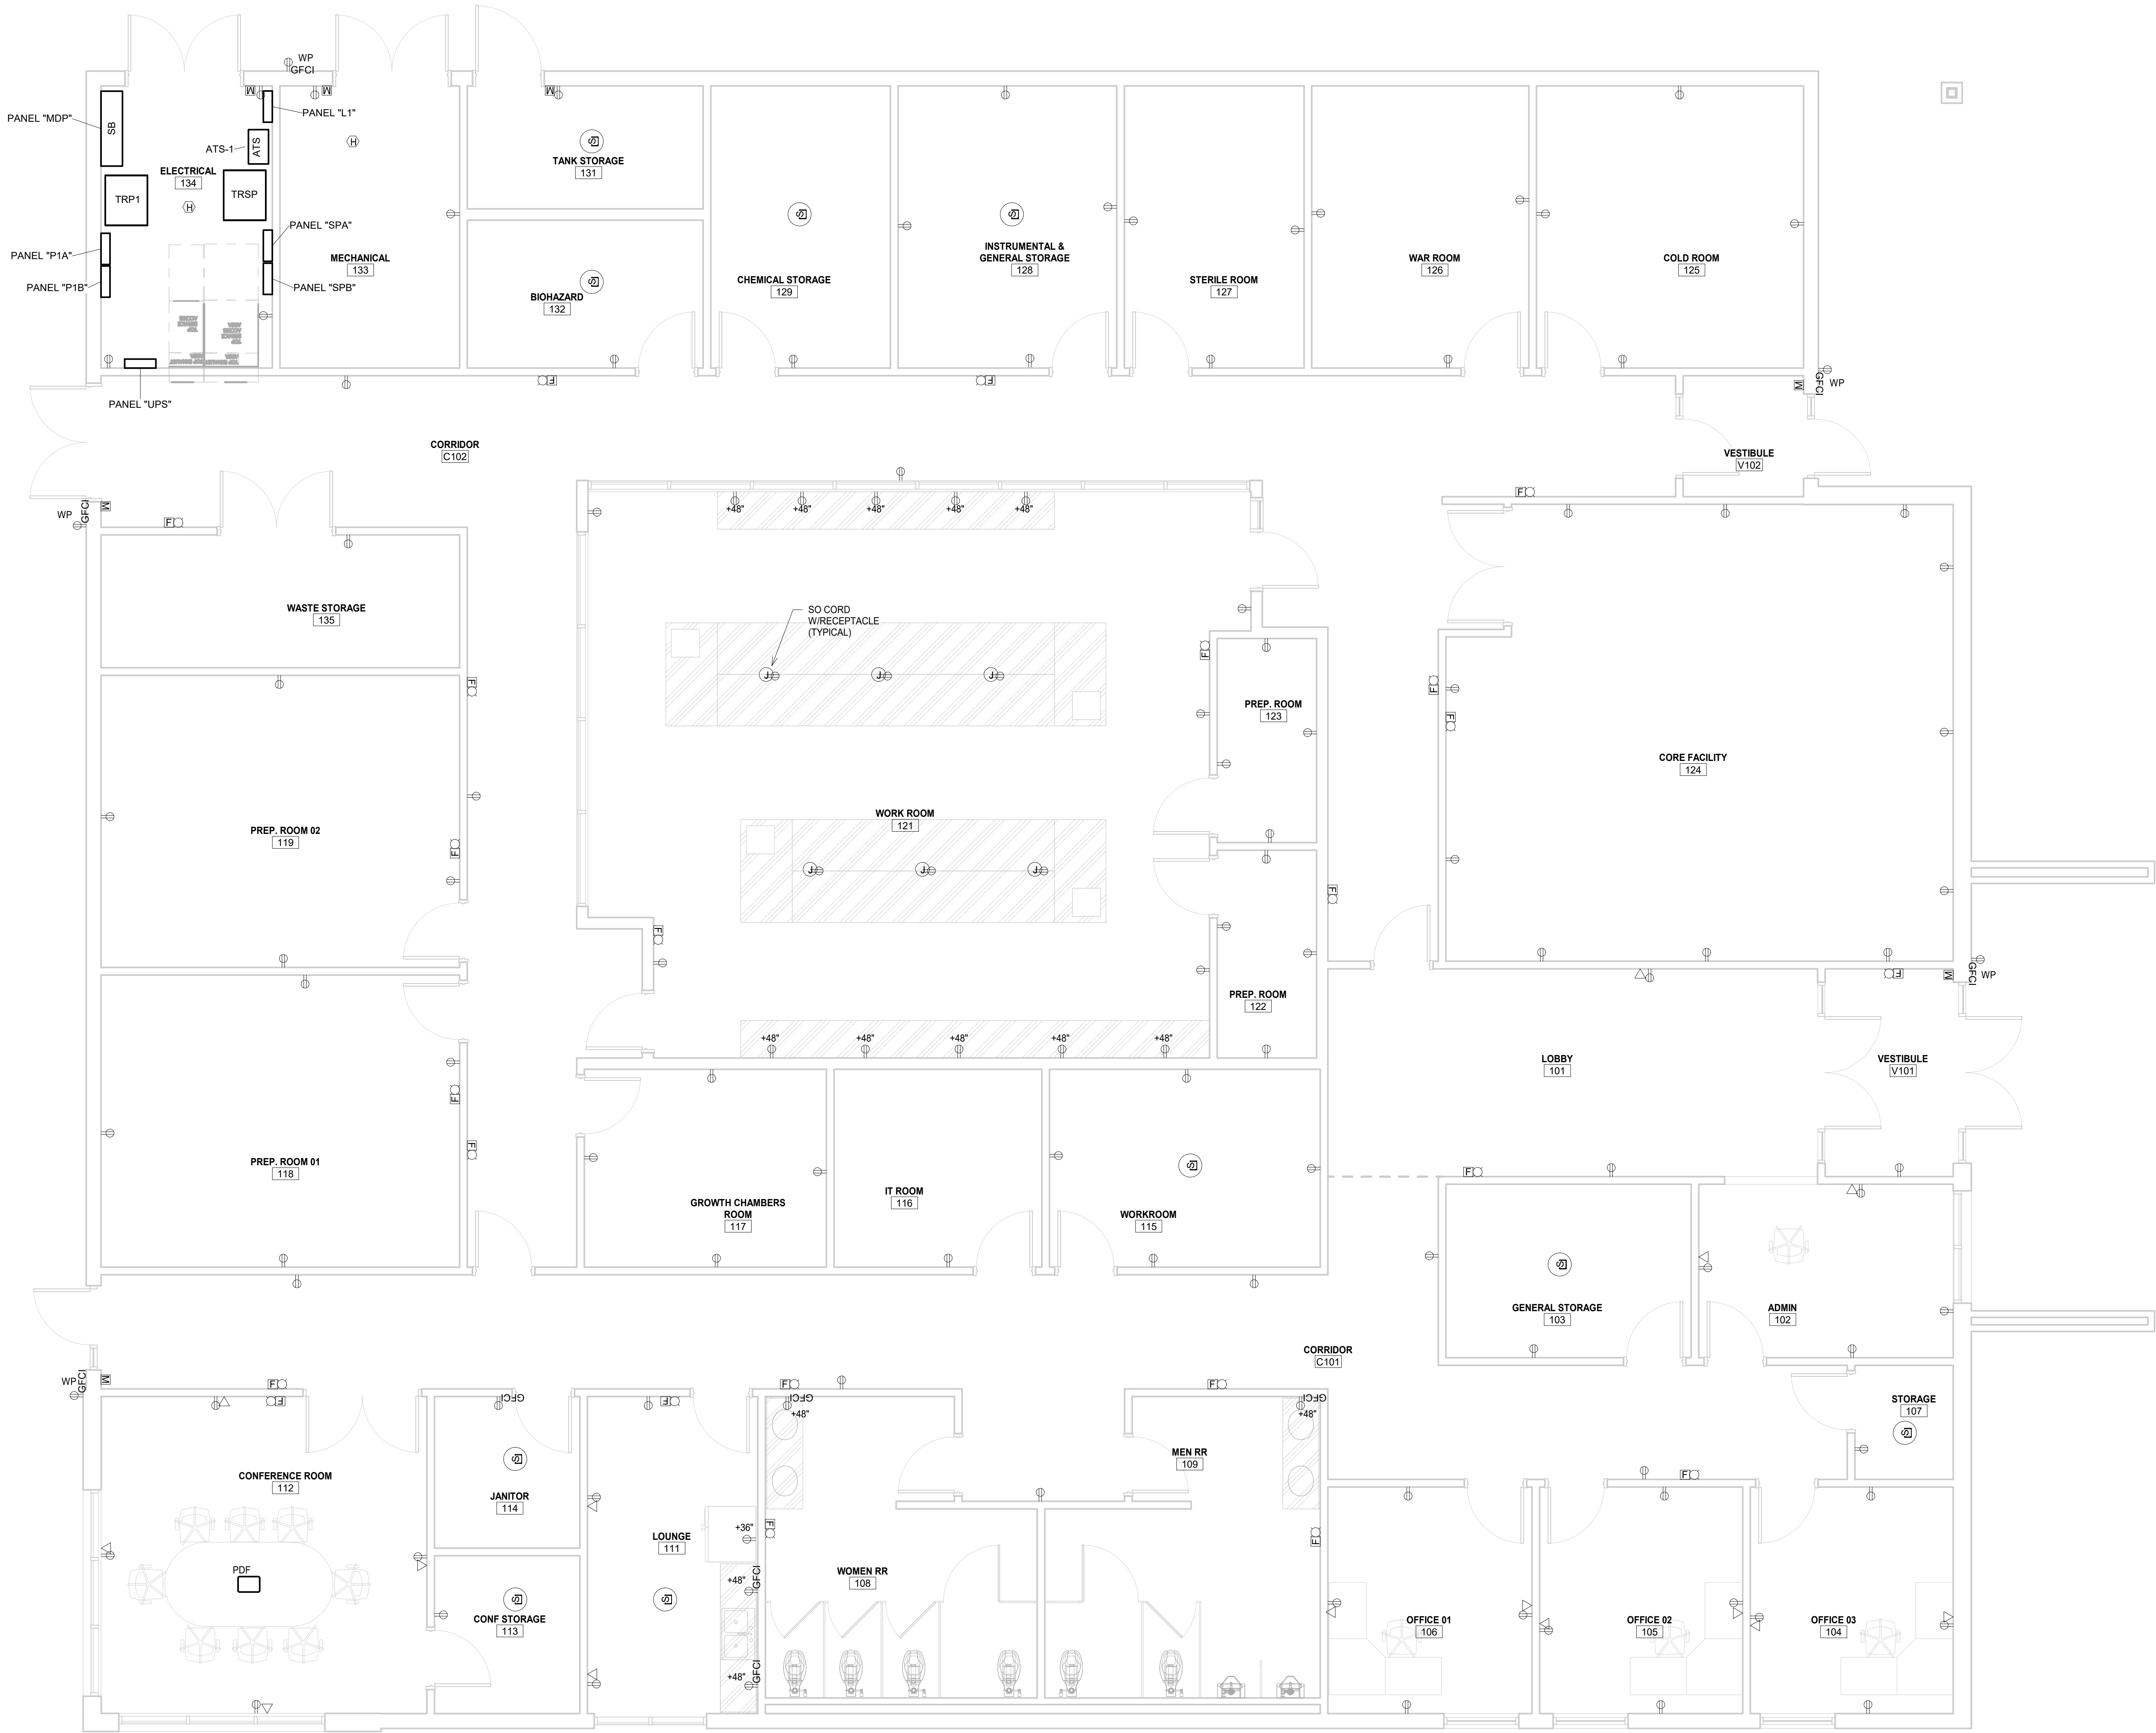 WP
GFCI
M
M
M
PANEL "L1"
PANEL "MDP"
SB
ATS-1
ATS
H
S
TANK STORAGE
131
ELECTRICAL
134
TRP1
TRSP
H
PANEL "SPA"
PANEL "P1A"
MECHANICAL
133
PANEL "SPB"
PANEL "P1B"
S
BIOHAZARD
132
S
CHEMICAL STORAGE
129
S
INSTRUMENTAL &
GENERAL STORAGE
128
STERILE ROOM
127
WAR ROOM
126
COLD ROOM
125
TOP
ACCESS
SERVICE
AREA
TOP EXHAUST
AREA
PANEL "UPS"
F
F
M
GFCI
WP
CORRIDOR
C102
VESTIBULE
V102
M
GFCI
WP
F
F
+48"
+48"
+48"
+48"
+48"
WASTE STORAGE
135
SO CORD
W/RECEPTACLE
(TYPICAL)
J
J
J
F
F
F
F
PREP. ROOM
123
CORE FACILITY
124
WORK ROOM
121
PREP. ROOM 02
119
F
J
J
J
F
F
F
M
GFCI
WP
PREP. ROOM
122
+48"
+48"
+48"
+48"
+48"
LOBBY
101
VESTIBULE
V101
F
F
PREP. ROOM 01
118
GROWTH CHAMBERS
ROOM
117
IT ROOM
116
S
WORKROOM
115
F
S
GENERAL STORAGE
103
ADMIN
102
CORRIDOR
C101
WP
GFCI
M
F
F
GFCI
F
F
GFCI
+48"
F
GFCI
+48"
STORAGE
107
S
CONFERENCE ROOM
112
S
JANITOR
114
MEN RR
109
F
LOUNGE
111
+36"
F
F
PDF
+48"
GFCI
WOMEN RR
108
S
S
CONF STORAGE
113
OFFICE 01
106
OFFICE 02
105
OFFICE 03
104
+48"
GFCI